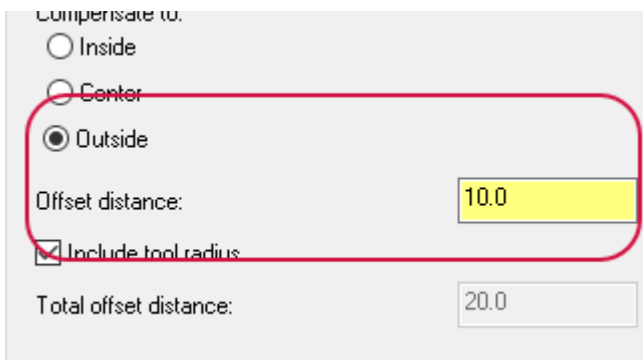 Compensate to:
Inside
Center
Outside
Offset distance: 10.0
Include tool radius
Total offset distance: 20.0